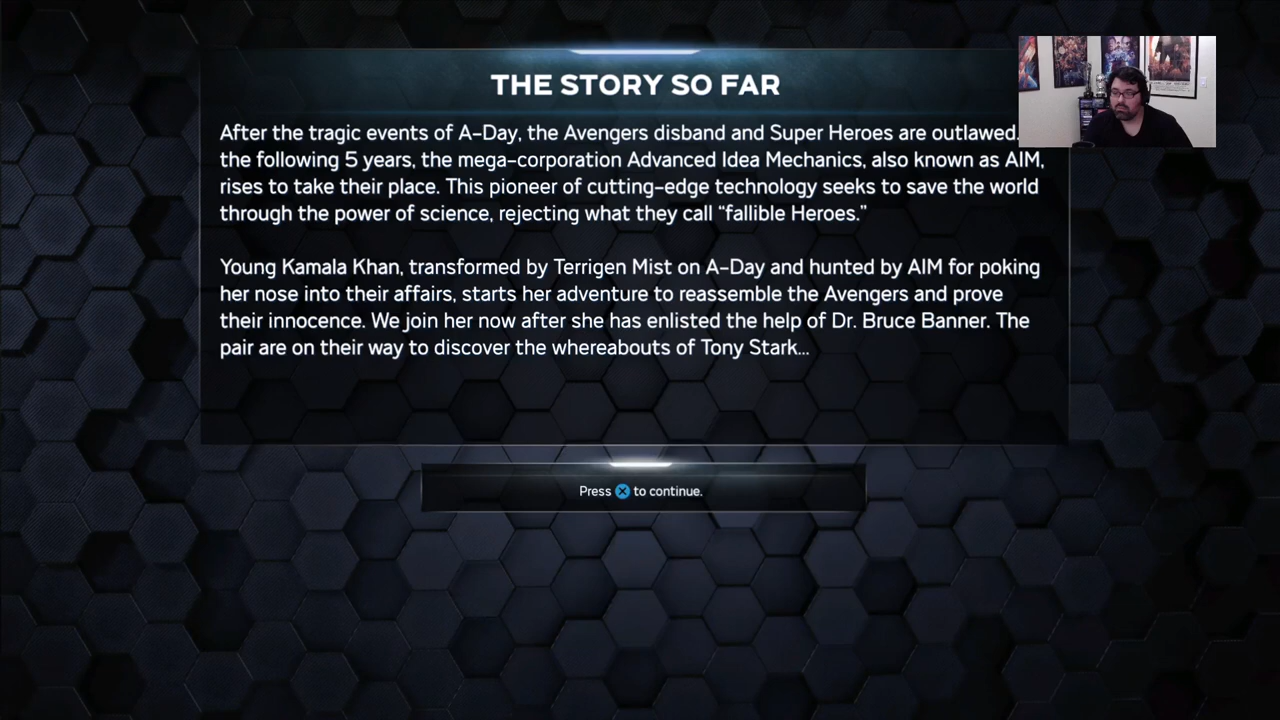 THE STORY SO FAR
After the tragic events of A-Day, the Avengers disband and Super Heroes are outlawed.
the following 5 years, the mega-corporation Advanced Idea Mechanics, also known as AIM,
rises to take their place. This pioneer of cutting-edge technology seeks to save the world
through the power of science, rejecting what they call “fallible Heroes.”
Young Kamala Khan, transformed by Terrigen Mist on A-Day and hunted by AIM for poking
her nose into their affairs, starts her adventure to reassemble the Avengers and prove
their innocence. We join her now after she has enlisted the help of Dr. Bruce Banner. The
pair are on their way to discover the whereabouts of Tony Stark...
Press X to continue.